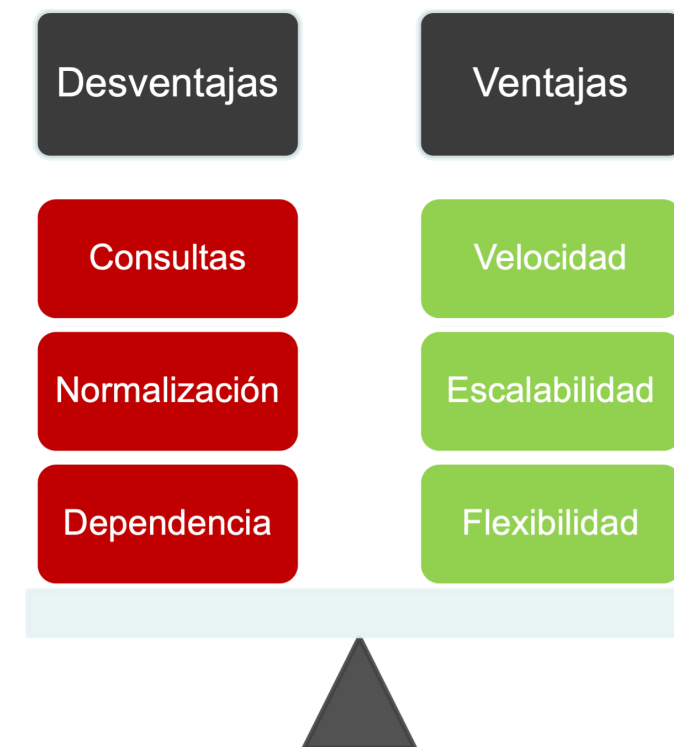 Desventajas
Consultas
Normalización
Dependencia
Ventajas
Velocidad
Escalabilidad
Flexibilidad